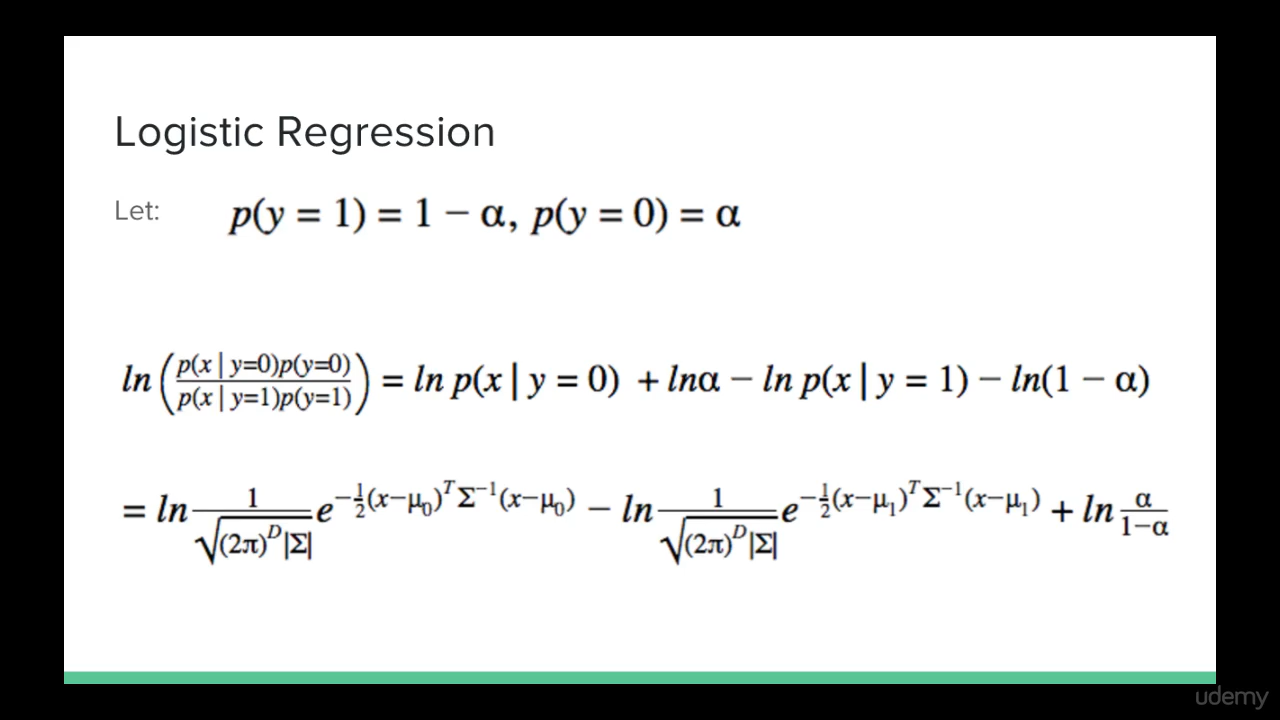 Logistic Regression
Let: p(y = 1) = 1 − α, p(y = 0) = α
ln(p(x | y=0)p(y=0) / p(x | y=1)p(y=1)) = ln p(x | y = 0) + lnα − ln p(x | y = 1) − ln(1 − α)
= ln 1/√((2π)^D |Σ|) e^(−1/2 (x−μ₀)^T Σ^−1 (x−μ₀)) − ln 1/√((2π)^D |Σ|) e^(−1/2 (x−μ₁)^T Σ^−1 (x−μ₁)) + ln α/1−α
udemy